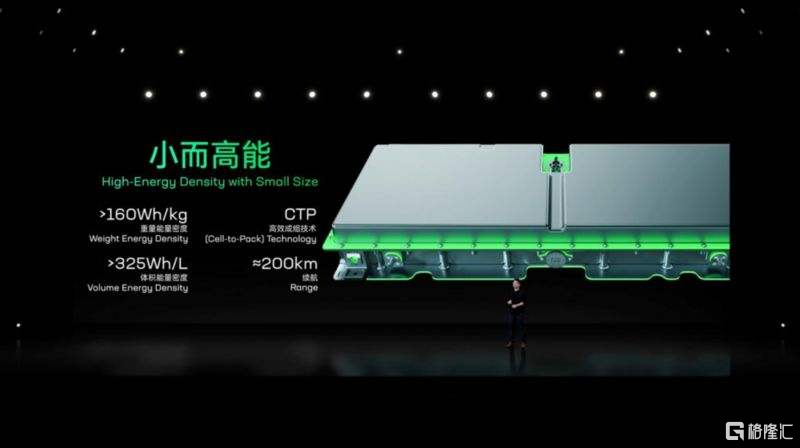 小而高能
High-Energy Density with Small Size
>160Wh/kg
重量能量密度
Weight Energy Density
CTP
高效成组技术
(Cell-to-Pack) Technology
>325Wh/L
体积能量密度
Volume Energy Density
≈200km
续航
Range
格隆汇